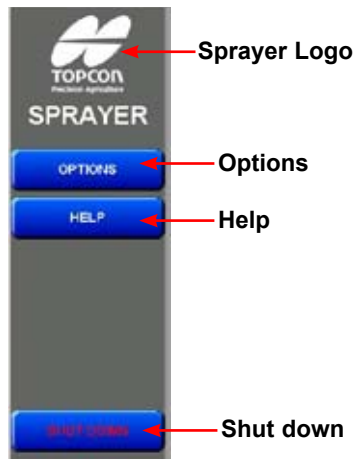 TOPCON
Precision Agriculture
Sprayer Logo
SPRAYER
OPTIONS
Options
HELP
Help
SHUT DOWN
Shut down